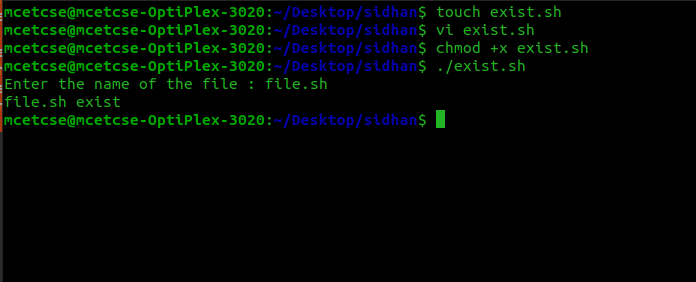 mcetcse@mcetcse-OptiPlex-3020:~/Desktop/sidhan$ touch exist.sh
mcetcse@mcetcse-OptiPlex-3020:~/Desktop/sidhan$ vi exist.sh
mcetcse@mcetcse-OptiPlex-3020:~/Desktop/sidhan$ chmod +x exist.sh
mcetcse@mcetcse-OptiPlex-3020:~/Desktop/sidhan$ ./exist.sh
Enter the name of the file : file.sh
file.sh exist
mcetcse@mcetcse-OptiPlex-3020:~/Desktop/sidhan$